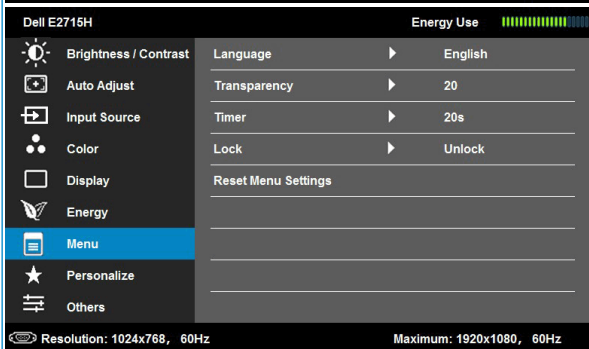 Dell E2715H Energy Use
Brightness / Contrast Language English
Auto Adjust Transparency 20
Input Source Timer 20s
Color Lock Unlock
Display Reset Menu Settings
Energy
Menu
Personalize
Others
Resolution: 1024x768, 60Hz Maximum: 1920x1080, 60Hz